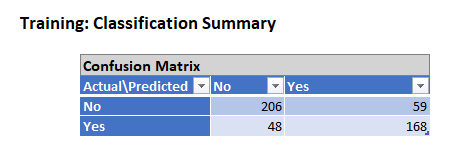 Training: Classification Summary
Confusion Matrix
Actual\Predicted No Yes
No 206 59
Yes 48 168